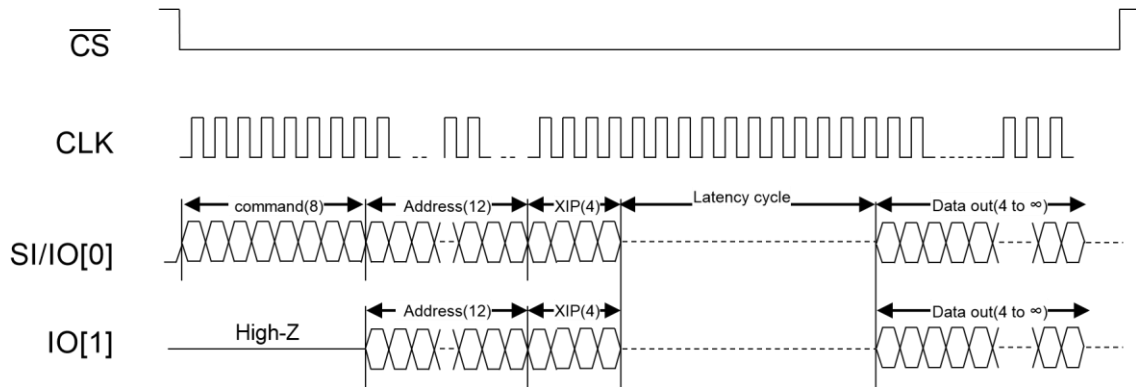 CS
CLK
command(8) Address(12) XIP(4) Latency cycle Data out(4 to ∞)
SI/IO[0]
Address(12) XIP(4) Data out(4 to ∞)
High-Z
IO[1]